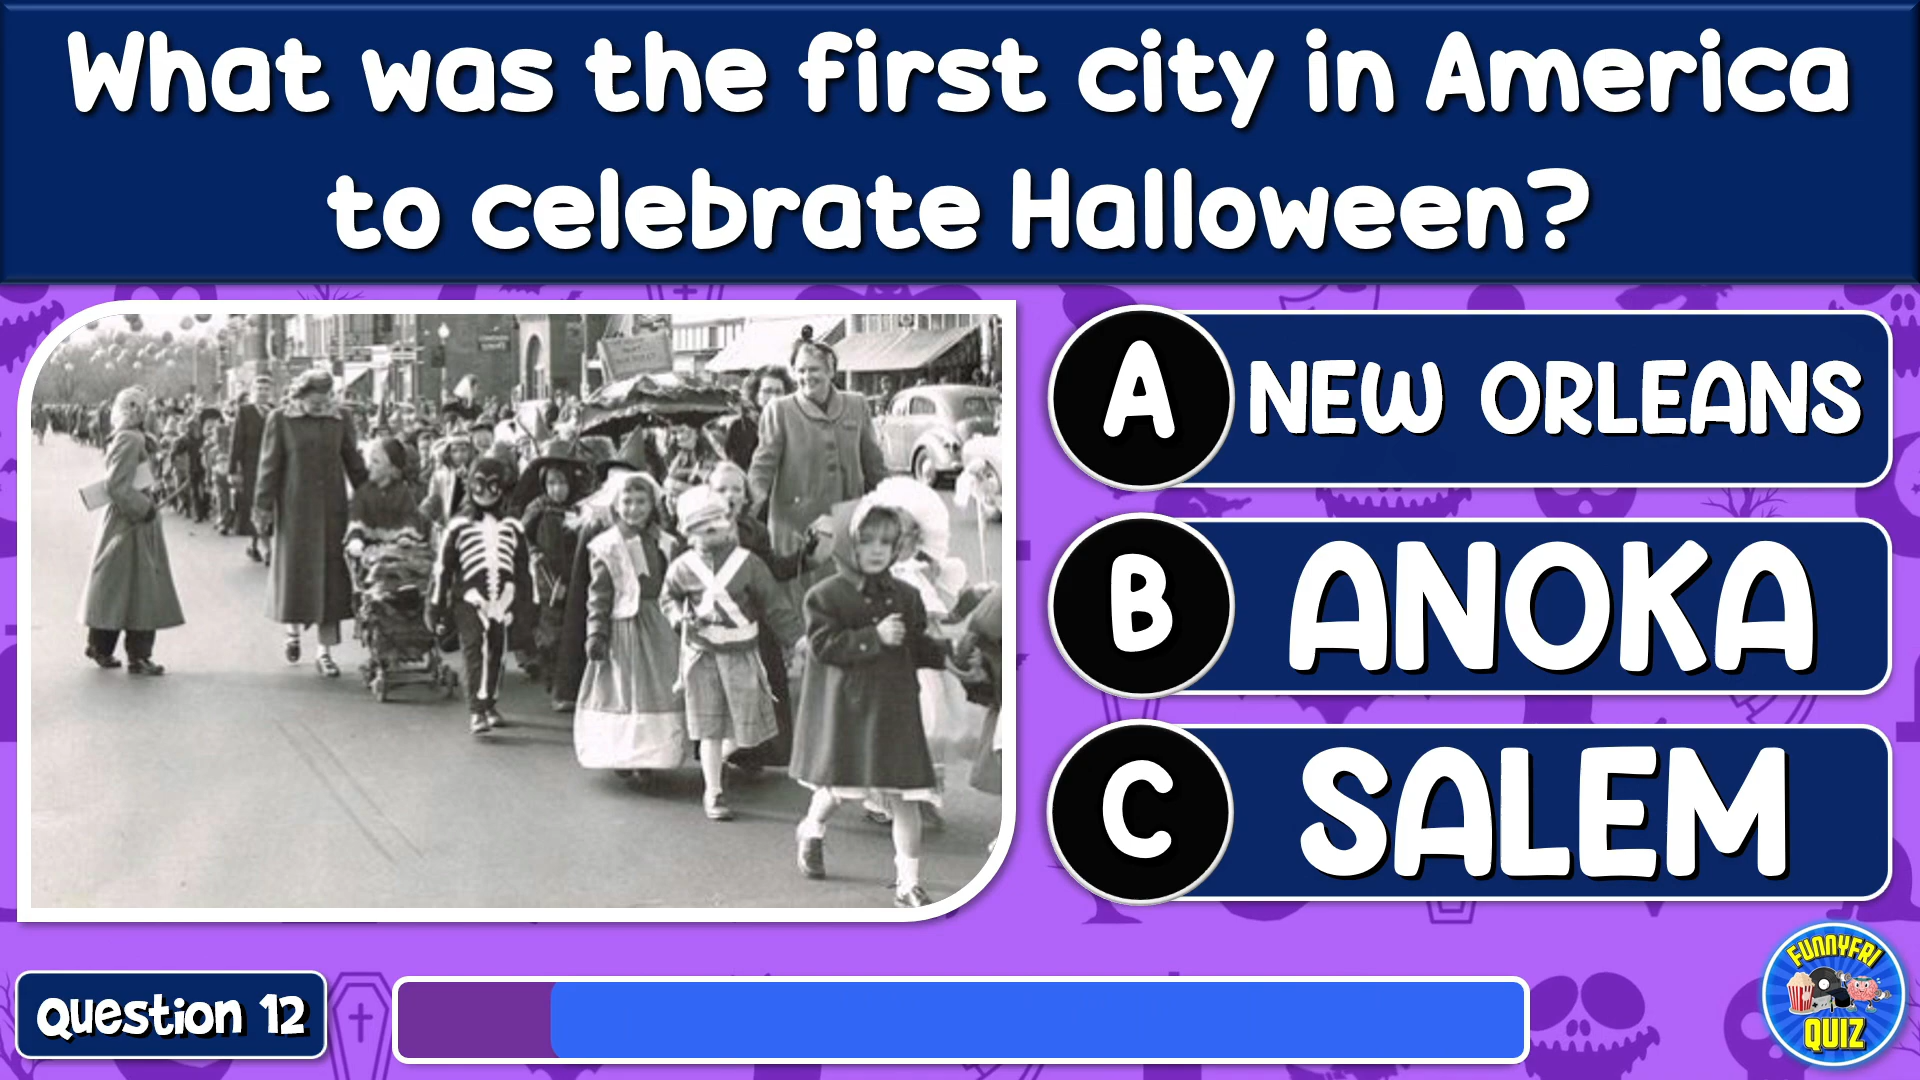 What was the first city in America
to celebrate Halloween?
A NEW ORLEANS
B ANOKA
C SALEM
Question 12
FUNNYFRI
QUIZ